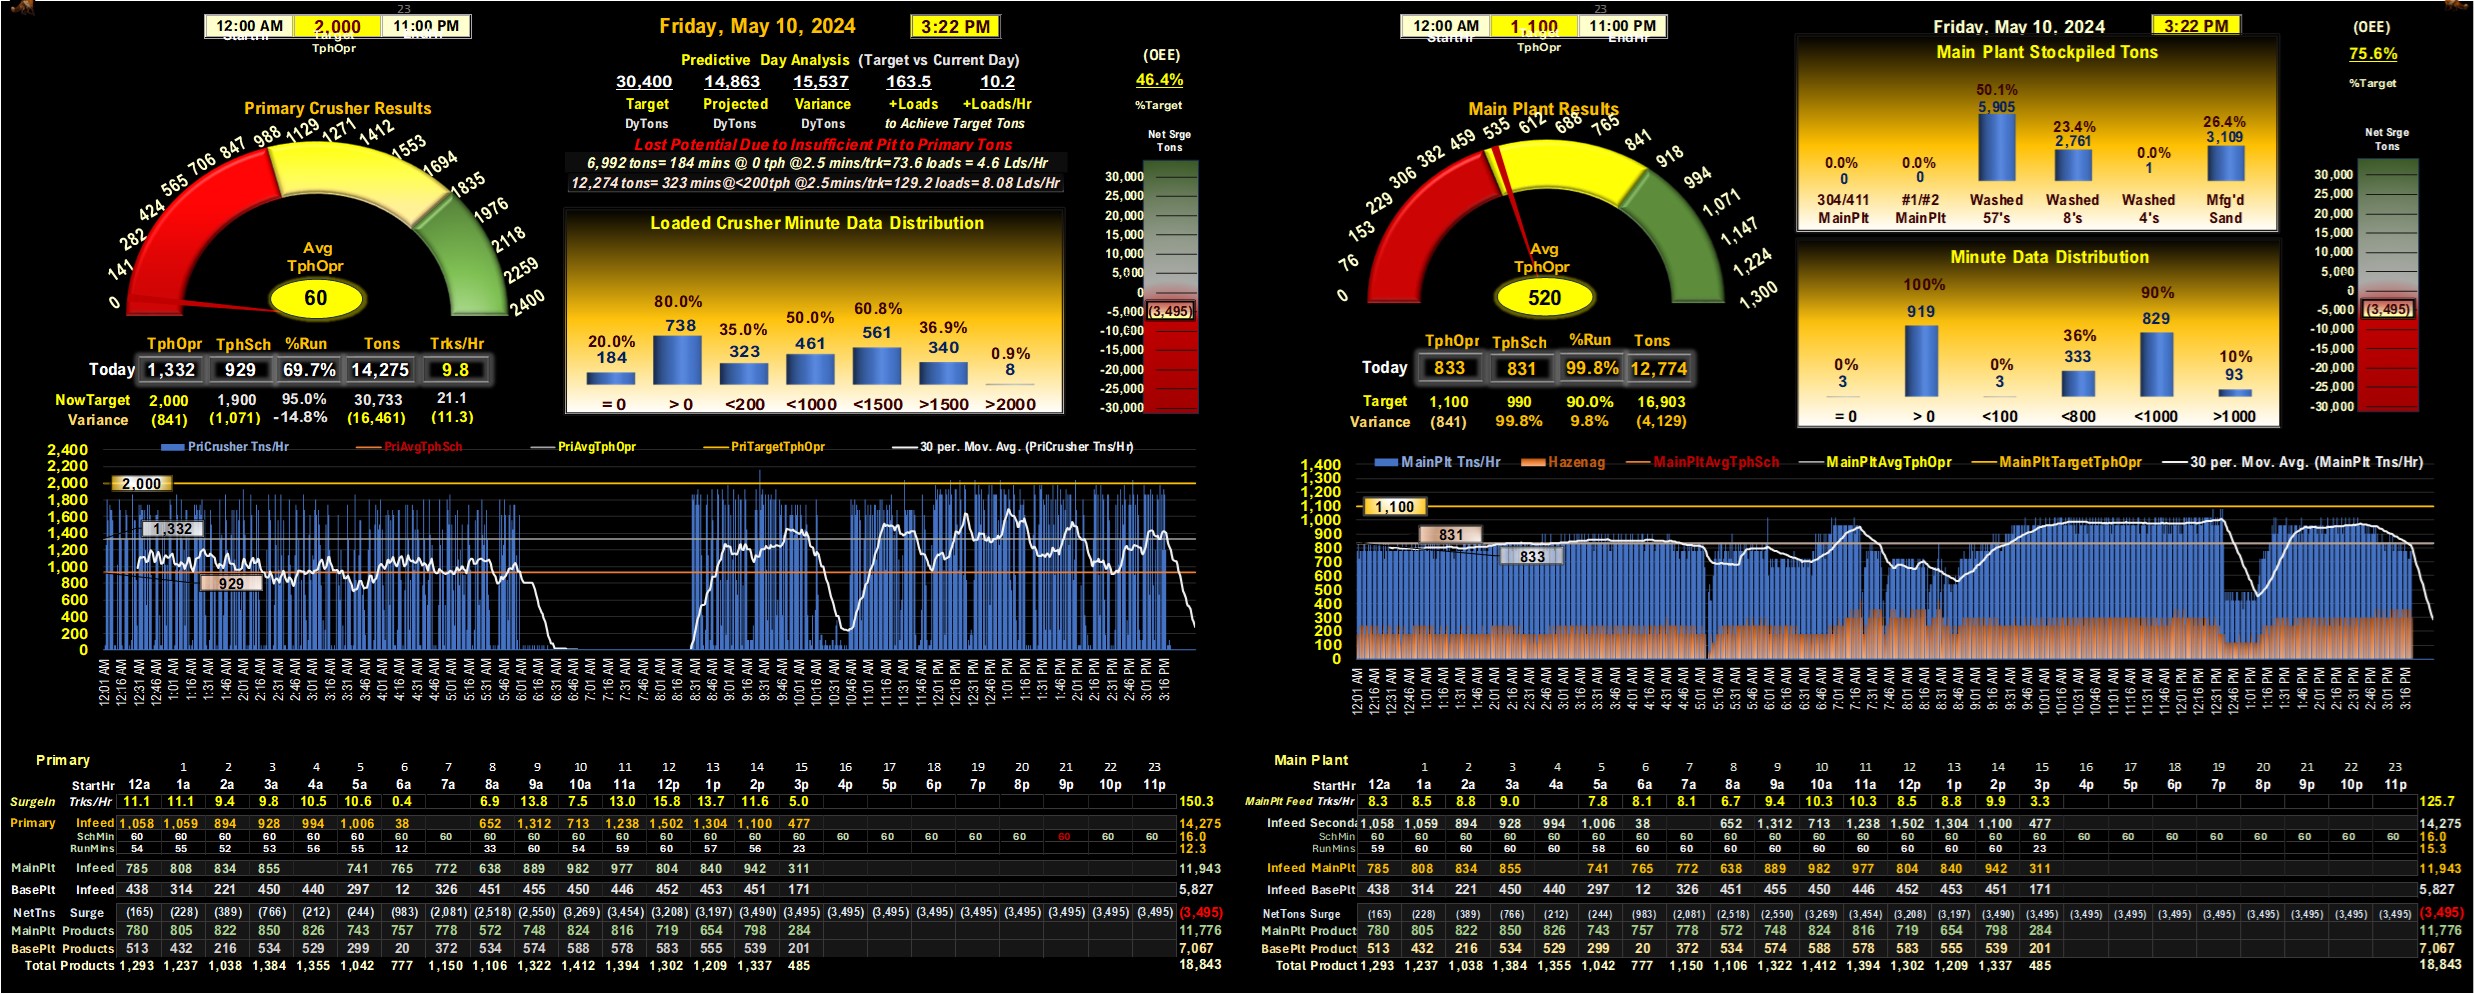 23
12:00 AM 2,000 11:00 PM
StartHr Target EndHr
TphOpr
Friday, May 10, 2024 3:22 PM
Predictive Day Analysis (Target vs Current Day)
30,400 14,863 15,537 163.5 10.2
Target Projected Variance +Loads +Loads/Hr
DyTons DyTons DyTons to Achieve Target Tons
Lost Potential Due to Insufficient Pit to Primary Tons
6,992 tons= 184 mins @ 0 tph @2.5 mins/trk=73.6 loads = 4.6 Lds/Hr
12,274 tons= 323 mins@<200tph @2.5mins/trk=129.2 loads= 8.08 Lds/Hr
(OEE)
46.4%
%Target
Net Srge
Tons
30,000
25,000
20,000
15,000
10,000
5,000
0
-5,000 (3,495)
-10,000
-15,000
-20,000
-25,000
-30,000
Primary Crusher Results
0 141 282 424 565 706 847 988 1129 1271 1412 1553 1694 1835 1976 2118 2259 2400
Avg
TphOpr
60
TphOpr TphSch %Run Tons Trks/Hr
Today 1,332 929 69.7% 14,275 9.8
NowTarget 2,000 1,900 95.0% 30,733 21.1
Variance (841) (1,071) -14.8% (16,461) (11.3)
Loaded Crusher Minute Data Distribution
20.0% 80.0% 35.0% 50.0% 60.8% 36.9% 0.9%
184 738 323 461 561 340 8
= 0 > 0 <200 <1000 <1500 >1500 >2000
PriCrusher Tns/Hr PriAvgTphSch PriAvgTphOpr PriTargetTphOpr 30 per. Mov. Avg. (PriCrusher Tns/Hr)
2,400
2,200
2,000
1,800
1,600
1,400
1,200
1,000
800
600
400
200
0
2,000
1,332
929
12:01 AM 12:16 AM 12:31 AM 12:46 AM 1:01 AM 1:16 AM 1:31 AM 1:46 AM 2:01 AM 2:16 AM 2:31 AM 2:46 AM 3:01 AM 3:16 AM 3:31 AM 3:46 AM 4:01 AM 4:16 AM 4:31 AM 4:46 AM 5:01 AM 5:16 AM 5:31 AM 5:46 AM 6:01 AM 6:16 AM 6:31 AM 6:46 AM 7:01 AM 7:16 AM 7:31 AM 7:46 AM 8:01 AM 8:16 AM 8:31 AM 8:46 AM 9:01 AM 9:16 AM 9:31 AM 9:46 AM 10:01 AM 10:16 AM 10:31 AM 10:46 AM 11:01 AM 11:16 AM 11:31 AM 11:46 AM 12:01 PM 12:16 PM 12:31 PM 12:46 PM 1:01 PM 1:16 PM 1:31 PM 1:46 PM 2:01 PM 2:16 PM 2:31 PM 2:46 PM 3:01 PM 3:16 PM
Primary 1 2 3 4 5 6 7 8 9 10 11 12 13 14 15 16 17 18 19 20 21 22 23
StartHr 12a 1a 2a 3a 4a 5a 6a 7a 8a 9a 10a 11a 12p 1p 2p 3p 4p 5p 6p 7p 8p 9p 10p 11p
SurgeIn Trks/Hr 11.1 11.1 9.4 9.8 10.5 10.6 0.4 6.9 13.8 7.5 13.0 15.8 13.7 11.6 5.0 150.3
Primary Infeed 1,058 1,059 894 928 994 1,006 38 652 1,312 713 1,238 1,502 1,304 1,100 477 14,275
SchMin 60 60 60 60 60 60 60 60 60 60 60 60 60 60 60 60 60 60 60 60 60 60 60 60 16.0
RunMins 54 55 52 53 56 55 12 33 60 54 59 60 57 56 23 12.3
MainPlt Infeed 785 808 834 855 741 765 772 638 889 982 977 804 840 942 311 11,943
BasePlt Infeed 438 314 221 450 440 297 12 326 451 455 450 446 452 453 451 171 5,827
NetTns Surge (165) (228) (389) (766) (212) (244) (983) (2,081) (2,518) (2,550) (3,269) (3,454) (3,208) (3,197) (3,490) (3,495) (3,495) (3,495) (3,495) (3,495) (3,495) (3,495) (3,495) (3,495) (3,495)
MainPlt Products 780 805 822 850 826 743 757 778 572 748 824 816 719 654 798 284 11,776
BasePlt Products 513 432 216 534 529 299 20 372 534 574 588 578 583 555 539 201 7,067
Total Products 1,293 1,237 1,038 1,384 1,355 1,042 777 1,150 1,106 1,322 1,412 1,394 1,302 1,209 1,337 485 18,843
23
12:00 AM 1,100 11:00 PM
StartHr Target EndHr
TphOpr
Friday, May 10, 2024 3:22 PM
(OEE)
75.6%
%Target
Net Srge
Tons
30,000
25,000
20,000
15,000
10,000
5,000
0
-5,000 (3,495)
-10,000
-15,000
-20,000
-25,000
-30,000
Main Plant Stockpiled Tons
0.0% 0.0% 50.1% 23.4% 0.0% 26.4%
0 0 5,905 2,761 1 3,109
304/411 #1/#2 Washed Washed Washed Mfg'd
MainPlt MainPlt 57's 8's 4's Sand
Main Plant Results
0 76 153 229 306 382 459 535 612 688 765 841 918 994 1,071 1,147 1,224 1,300
Avg
TphOpr
520
TphOpr TphSch %Run Tons
Today 833 831 99.8% 12,774
Target 1,100 990 90.0% 16,903
Variance (841) 99.8% 9.8% (4,129)
Minute Data Distribution
0% 100% 0% 36% 90% 10%
3 919 3 333 829 93
= 0 > 0 <100 <800 <1000 >1000
MainPlt Tns/Hr Hazenag MainPltAvgTphSch MainPltAvgTphOpr MainPltTargetTphOpr 30 per. Mov. Avg. (MainPlt Tns/Hr)
1,400
1,300
1,200
1,100
1,000
900
800
700
600
500
400
300
200
100
0
1,100
831
833
12:01 AM 12:16 AM 12:31 AM 12:46 AM 1:01 AM 1:16 AM 1:31 AM 1:46 AM 2:01 AM 2:16 AM 2:31 AM 2:46 AM 3:01 AM 3:16 AM 3:31 AM 3:46 AM 4:01 AM 4:16 AM 4:31 AM 4:46 AM 5:01 AM 5:16 AM 5:31 AM 5:46 AM 6:01 AM 6:16 AM 6:31 AM 6:46 AM 7:01 AM 7:16 AM 7:31 AM 7:46 AM 8:01 AM 8:16 AM 8:31 AM 8:46 AM 9:01 AM 9:16 AM 9:31 AM 9:46 AM 10:01 AM 10:16 AM 10:31 AM 10:46 AM 11:01 AM 11:16 AM 11:31 AM 11:46 AM 12:01 PM 12:16 PM 12:31 PM 12:46 PM 1:01 PM 1:16 PM 1:31 PM 1:46 PM 2:01 PM 2:16 PM 2:31 PM 2:46 PM 3:01 PM 3:16 PM
Main Plant 1 2 3 4 5 6 7 8 9 10 11 12 13 14 15 16 17 18 19 20 21 22 23
StartHr 12a 1a 2a 3a 4a 5a 6a 7a 8a 9a 10a 11a 12p 1p 2p 3p 4p 5p 6p 7p 8p 9p 10p 11p
MainPlt Feed Trks/Hr 8.3 8.5 8.8 9.0 7.8 8.1 8.1 6.7 9.4 10.3 10.3 8.5 8.8 9.9 3.3 125.7
Infeed Seconda 1,058 1,059 894 928 994 1,006 38 652 1,312 713 1,238 1,502 1,304 1,100 477 14,275
SchMin 60 60 60 60 60 60 60 60 60 60 60 60 60 60 60 60 60 60 60 60 60 60 60 60 16.0
RunMins 59 60 60 60 60 58 60 60 60 60 60 60 60 60 60 23 15.3
Infeed MainPlt 785 808 834 855 741 765 772 638 889 982 977 804 840 942 311 11,943
Infeed BasePlt 438 314 221 450 440 297 12 326 451 455 450 446 452 453 451 171 5,827
NetTons Surge (165) (228) (389) (766) (212) (244) (983) (2,081) (2,518) (2,550) (3,269) (3,454) (3,208) (3,197) (3,490) (3,495) (3,495) (3,495) (3,495) (3,495) (3,495) (3,495) (3,495) (3,495) (3,495)
MainPlt Product 780 805 822 850 826 743 757 778 572 748 824 816 719 654 798 284 11,776
BasePlt Product 513 432 216 534 529 299 20 372 534 574 588 578 583 555 539 201 7,067
Total Product 1,293 1,237 1,038 1,384 1,355 1,042 777 1,150 1,106 1,322 1,412 1,394 1,302 1,209 1,337 485 18,843